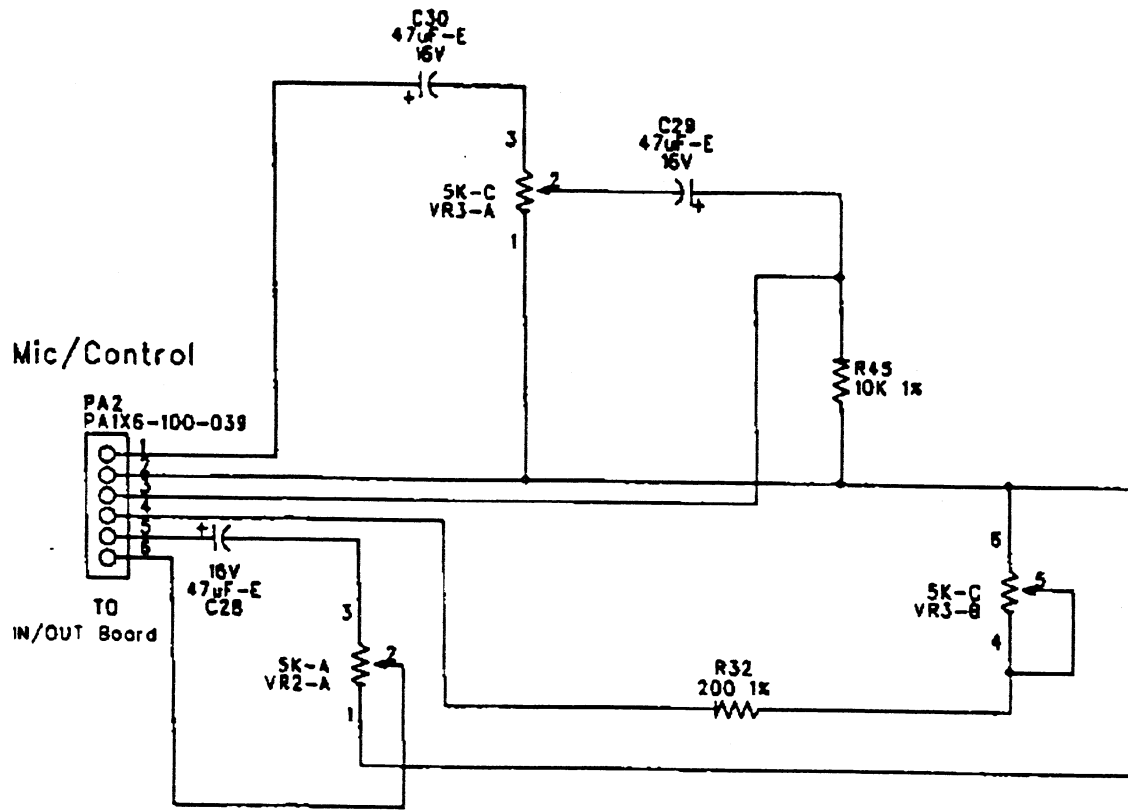 C30
47uF-E
16V
+
3
5K-C
VR3-A
2
1
C29
47uF-E
16V
+
R45
10K 1%
Mic/Control
PA2
PA1X6-100-039
1
2
3
4
5
6
+
16V
47uF-E
C28
TO
IN/OUT Board
3
5K-A
VR2-A
2
1
R32
200 1%
6
5K-C
VR3-B
5
4